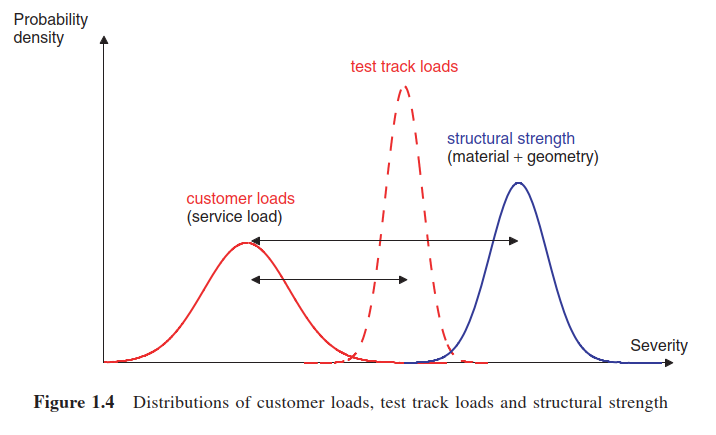 Probability
density
test track loads
structural strength
(material + geometry)
customer loads
(service load)
Severity
Figure 1.4 Distributions of customer loads, test track loads and structural strength